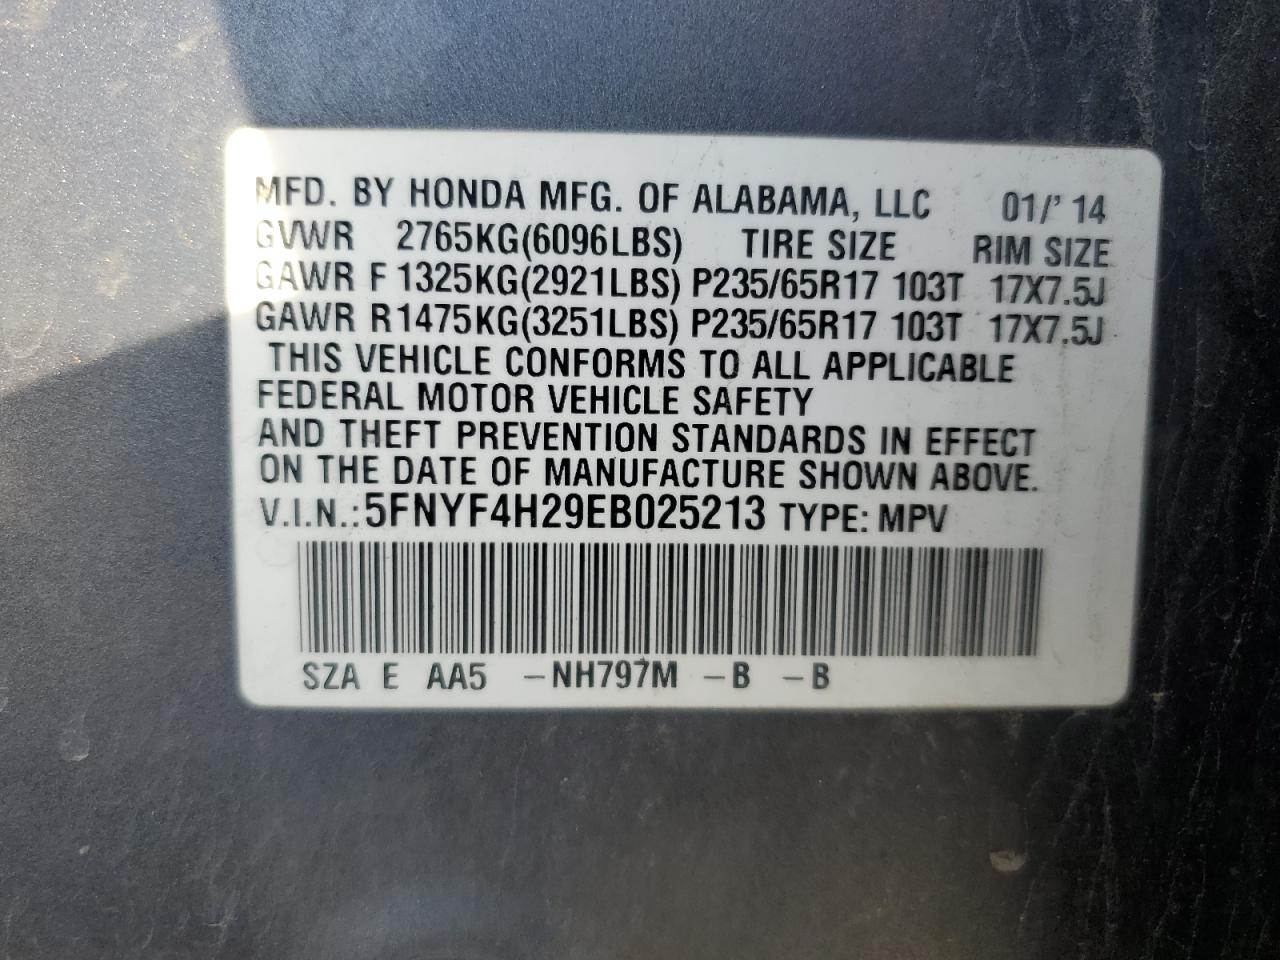 MFD. BY HONDA MFG. OF ALABAMA, LLC 01/' 14
GVWR 2765KG(6096LBS) TIRE SIZE RIM SIZE
GAWR F 1325KG(2921LBS) P235/65R17 103T 17X7.5J
GAWR R1475KG(3251LBS) P235/65R17 103T 17X7.5J
THIS VEHICLE CONFORMS TO ALL APPLICABLE
FEDERAL MOTOR VEHICLE SAFETY
AND THEFT PREVENTION STANDARDS IN EFFECT
ON THE DATE OF MANUFACTURE SHOWN ABOVE.
V.I.N.:5FNYF4H29EB025213 TYPE: MPV
SZA E AA5 -NH797M -B -B